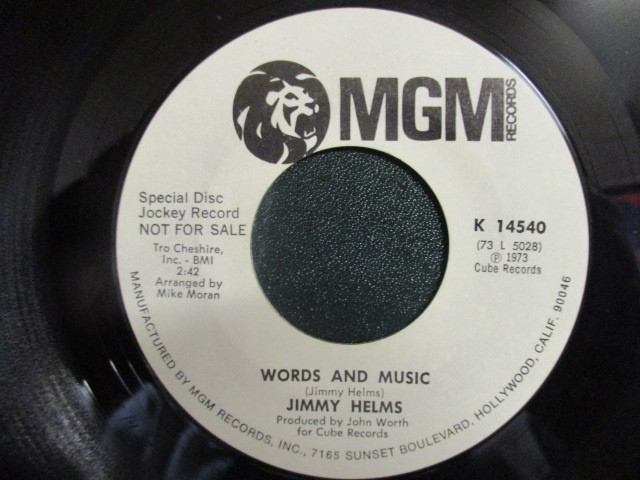 MGM
RECORDS
Special Disc
Jockey Record
NOT FOR SALE
Tro Cheshire,
Inc. - BMI
2:42
Arranged by
Mike Moran
K 14540
(73 L 5028)
Ⓟ 1973
Cube Records
WORDS AND MUSIC
(Jimmy Helms)
JIMMY HELMS
Produced by John Worth
for Cube Records
MANUFACTURED BY MGM RECORDS, INC., 7165 SUNSET BOULEVARD, HOLLYWOOD, CALIF. 90046